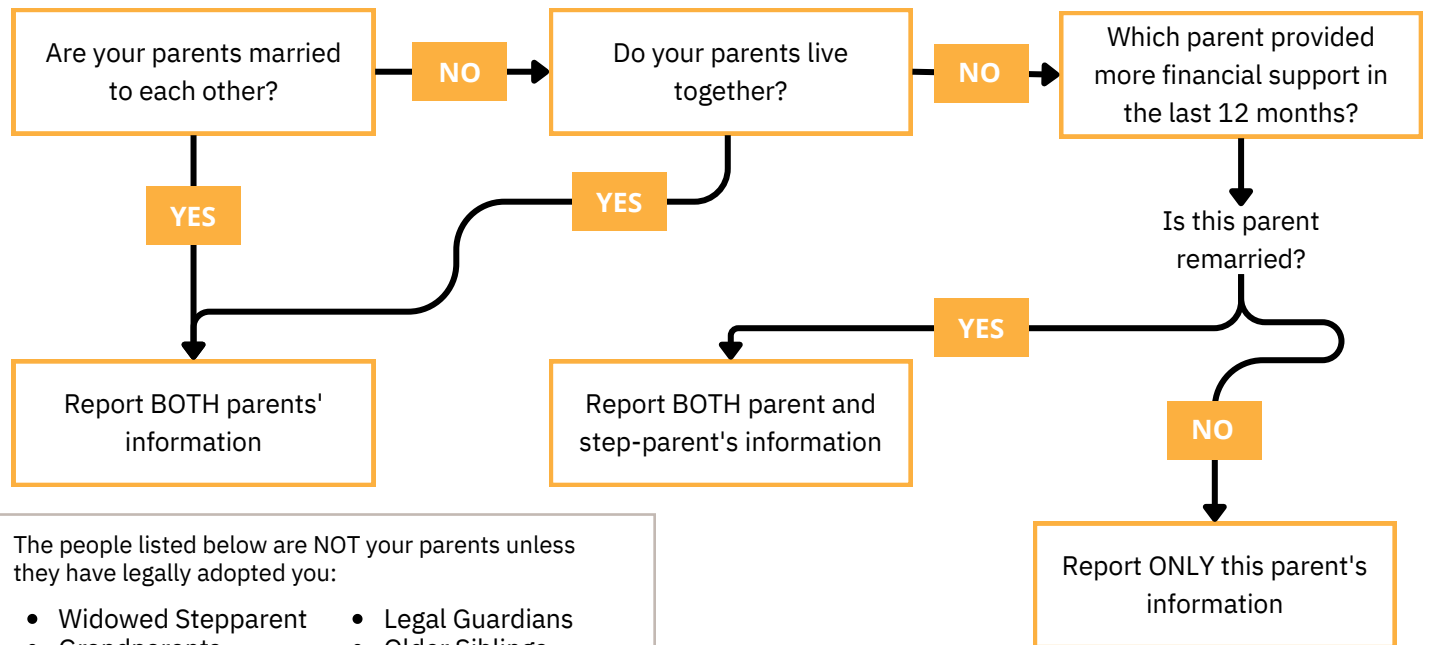 Are your parents married
to each other?
NO
Do your parents live
together?
NO
Which parent provided
more financial support in
the last 12 months?
YES
YES
Is this parent
remarried?
YES
Report BOTH parents'
information
Report BOTH parent and
step-parent's information
NO
Report ONLY this parent's
information
The people listed below are NOT your parents unless
they have legally adopted you:
• Widowed Stepparent
• Legal Guardians
• Grandparents
• Older Siblings